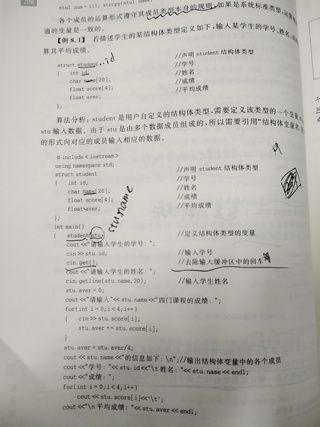 stu1.num = 111; strcpy(stu1.name
各个成员的运算形式遵守其成员类型本身的规则,如果是系统标准类型,
量的规则是一致的。
【例 8.1】 若描述学生的某结构体类型定义如下,输入某学生的学号、姓名、
算其平均成绩。
struct student //声明 student 结构体类型
{ int id; //学号
char name[20]; //姓名
float score[4]; //成绩
float aver; //平均成绩
};
id
算法分析:student 是用户自定义的结构体类型,需要定义该类型的一个变量
stu 输入数据。由于 stu 是由多个数据成员组成的,所以需要引用"结构体变量名.
的形式向对应的成员输入相应的数据。
# include <iostream>
using namespace std;
struct student //声明 student 结构体类型
{ int id; //学号
char name[20]; //姓名
float score[4]; //成绩
float aver; //平均成绩
};
stu.name
int main()
{ student stu; //定义结构体类型的变量
cout <<"请输入学生的学号: ";
cin >> stu.id; //输入学号
cin.get(); //去除输入缓冲区中的回车
cout <<"请输入学生的姓名: ";
cin.getline(stu.name,20); //输入学生姓名
stu.aver = 0;
cout <<"请输入"<< stu.name <<"四门课程的成绩: ";
for(int i = 0; i < 4; i++)
{ cin >> stu.score[i];
stu.aver += stu.score[i];
}
stu.aver = stu.aver/4;
cout << stu.name <<"的信息如下: \n"; //输出结构体变量中的各个成员
cout <<"学号: "<< stu.id <<"\t 姓名: "<< stu.name << endl;
cout <<"成绩: ";
for(int i = 0; i < 4; i++)
cout << stu.score[i]<<'\t';
cout <<"\n 平均成绩: "<< stu.aver << endl;